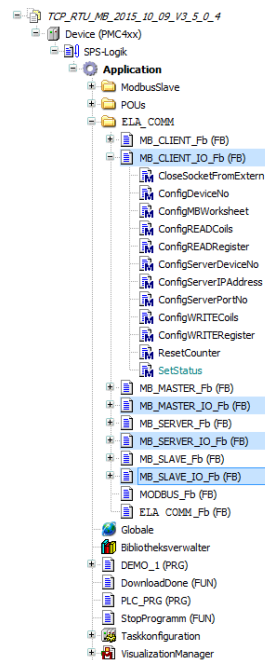 TCP_RTU_MB_2015_10_09_V3_5_0_4
Device (PMC4xx)
SPS-Logik
Application
ModbusSlave
POUs
ELA_COMM
MB_CLIENT_Fb (FB)
MB_CLIENT_IO_Fb (FB)
CloseSocketFromExtern
ConfigDeviceNo
ConfigMBWorksheet
ConfigREADCoils
ConfigREADRegister
ConfigServerDeviceNo
ConfigServerIPAddress
ConfigServerPortNo
ConfigWRITECoils
ConfigWRITERegister
ResetCounter
SetStatus
MB_MASTER_Fb (FB)
MB_MASTER_IO_Fb (FB)
MB_SERVER_Fb (FB)
MB_SERVER_IO_Fb (FB)
MB_SLAVE_Fb (FB)
MB_SLAVE_IO_Fb (FB)
MODBUS_Fb (FB)
ELA COMM_Fb (FB)
Globale
Bibliotheksverwalter
DEMO_1 (PRG)
DownloadDone (FUN)
PLC_PRG (PRG)
StopProgramm (FUN)
Taskkonfiguration
VisualizationManager